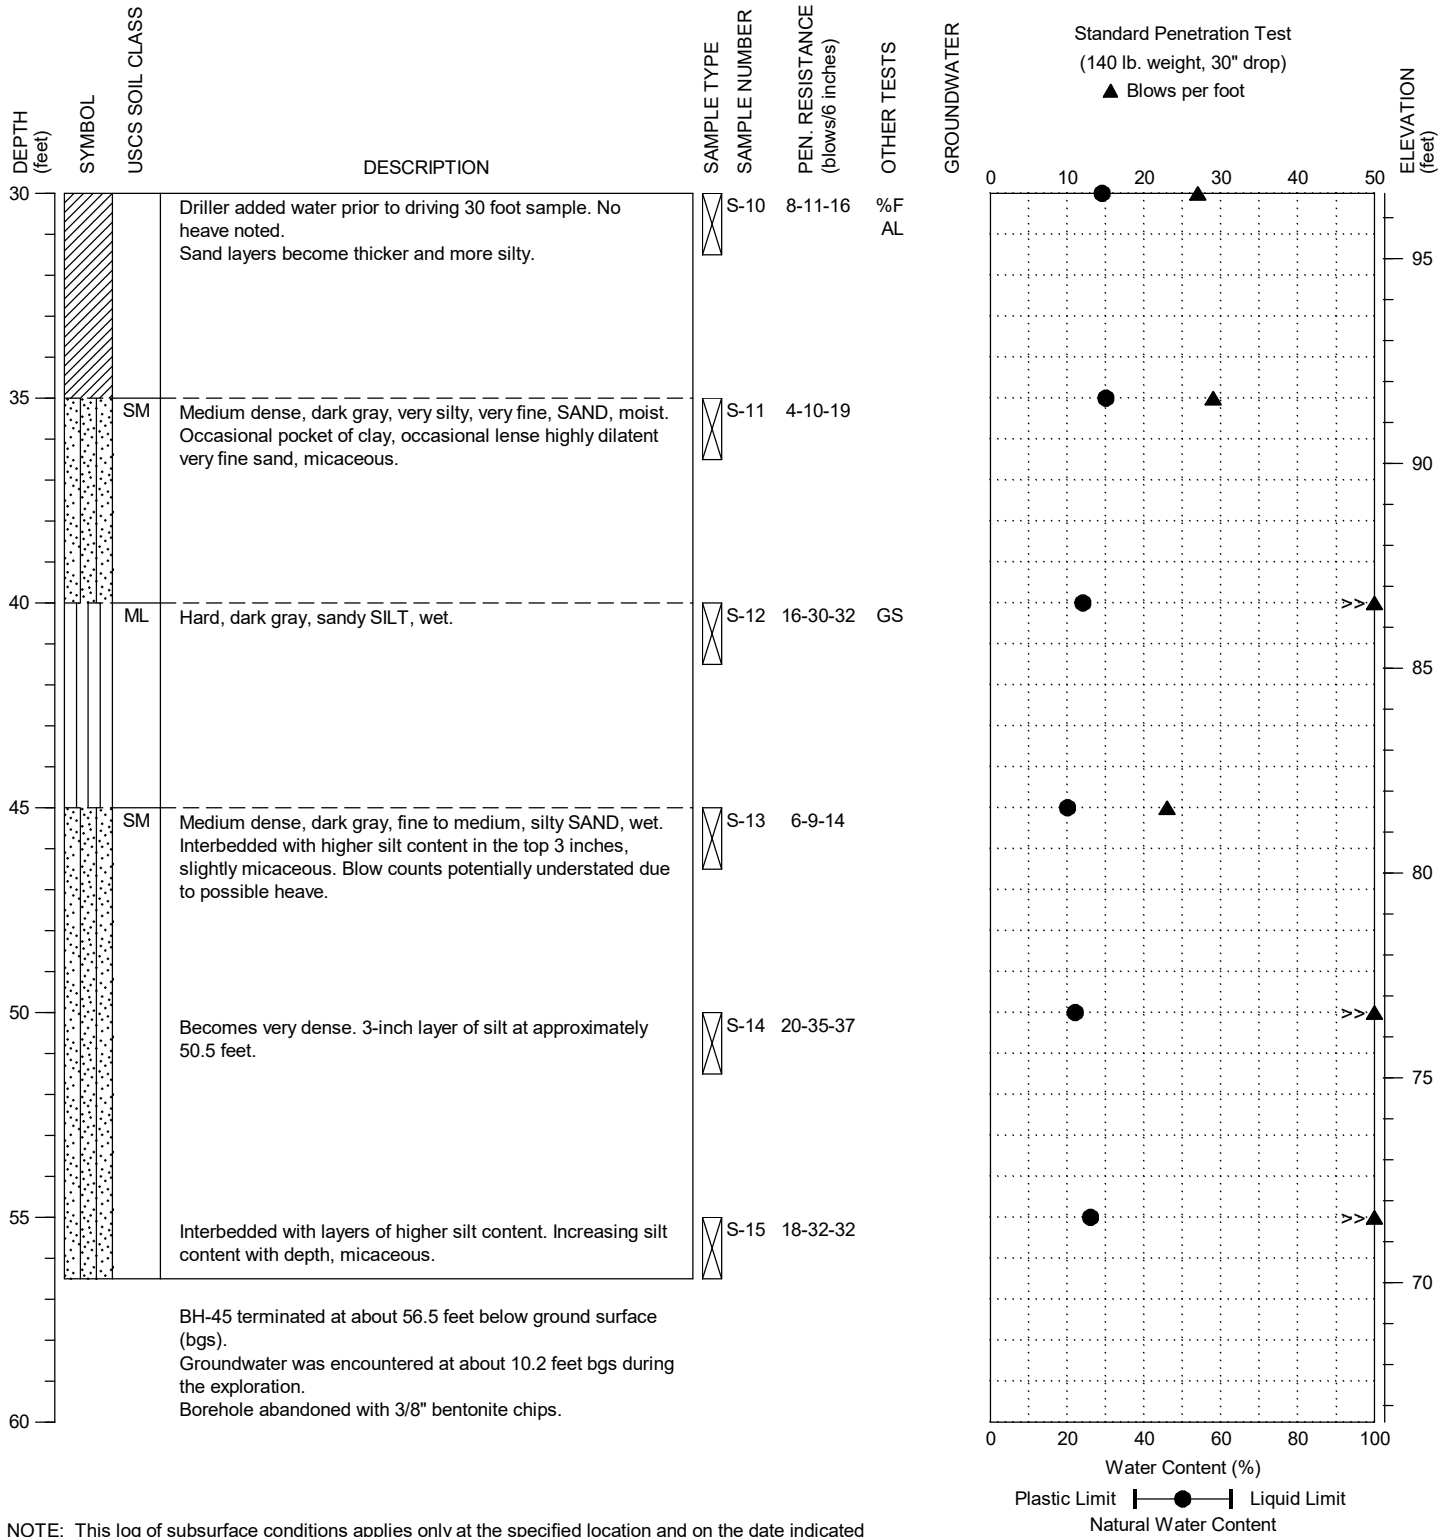 DEPTH
(feet)
SYMBOL
USCS SOIL CLASS
DESCRIPTION
SAMPLE TYPE
SAMPLE NUMBER
PEN. RESISTANCE
(blows/6 inches)
OTHER TESTS
GROUNDWATER
Standard Penetration Test
(140 lb. weight, 30" drop)
▲ Blows per foot
ELEVATION
(feet)
0 10 20 30 40 50
30
Driller added water prior to driving 30 foot sample. No
heave noted.
Sand layers become thicker and more silty.
S-10 8-11-16 %F
AL
95
35
SM Medium dense, dark gray, very silty, very fine, SAND, moist.
Occasional pocket of clay, occasional lense highly dilatent
very fine sand, micaceous.
S-11 4-10-19
90
40
ML Hard, dark gray, sandy SILT, wet.
S-12 16-30-32 GS
>>
85
45
SM Medium dense, dark gray, fine to medium, silty SAND, wet.
Interbedded with higher silt content in the top 3 inches,
slightly micaceous. Blow counts potentially understated due
to possible heave.
S-13 6-9-14
80
50
Becomes very dense. 3-inch layer of silt at approximately
50.5 feet.
S-14 20-35-37
>>
75
55
Interbedded with layers of higher silt content. Increasing silt
content with depth, micaceous.
S-15 18-32-32
>>
70
BH-45 terminated at about 56.5 feet below ground surface
(bgs).
Groundwater was encountered at about 10.2 feet bgs during
the exploration.
Borehole abandoned with 3/8" bentonite chips.
60
0 20 40 60 80 100
Water Content (%)
Plastic Limit Liquid Limit
Natural Water Content
NOTE: This log of subsurface conditions applies only at the specified location and on the date indicated